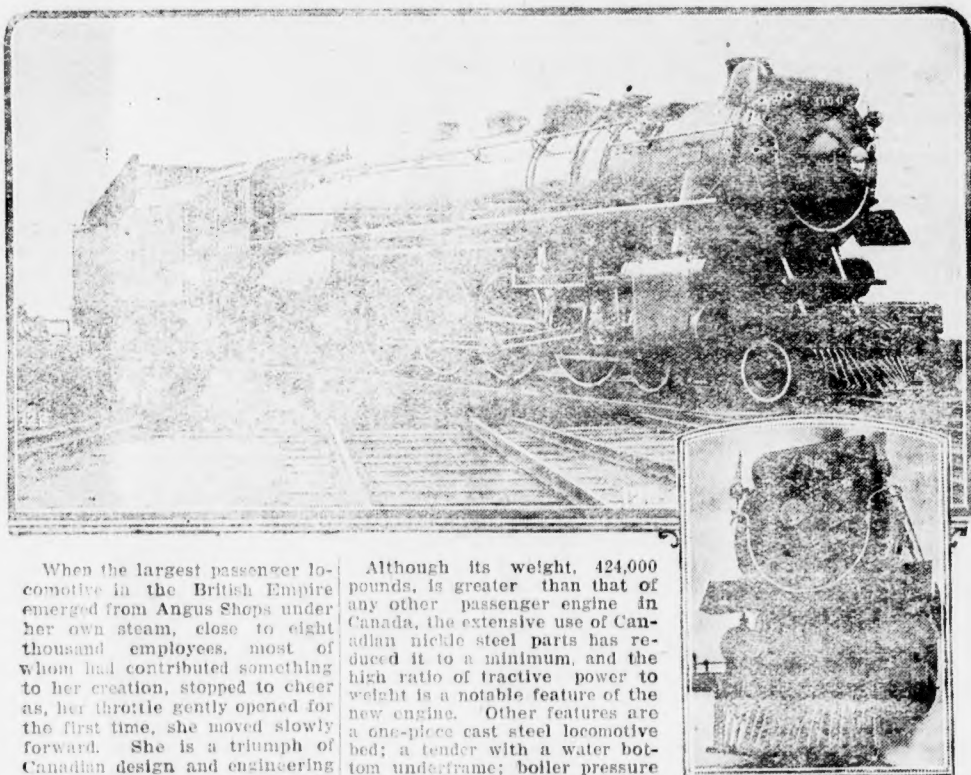 When the largest passenger lo-
comotive in the British Empire
emerged from Angus Shops under
her own steam, close to eight
thousand employees, most of
whom had contributed something
to her creation, stopped to cheer
as, her throttle gently opened for
the first time, she moved slowly
forward. She is a triumph of
Canadian design and engineering
Although its weight, 424,000
pounds, is greater than that of
any other passenger engine in
Canada, the extensive use of Can-
adian nickle steel parts has re-
duced it to a minimum, and the
high ratio of tractive power to
weight is a notable feature of the
new engine. Other features are
a one-piece cast steel locomotive
bed; a tender with a water bot-
tom underframe; boiler pressure